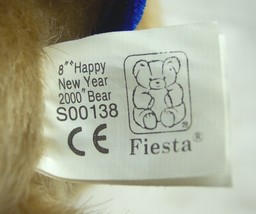 8" "Happy
New Year
2000" Bear
S00138
CE
Fiesta®